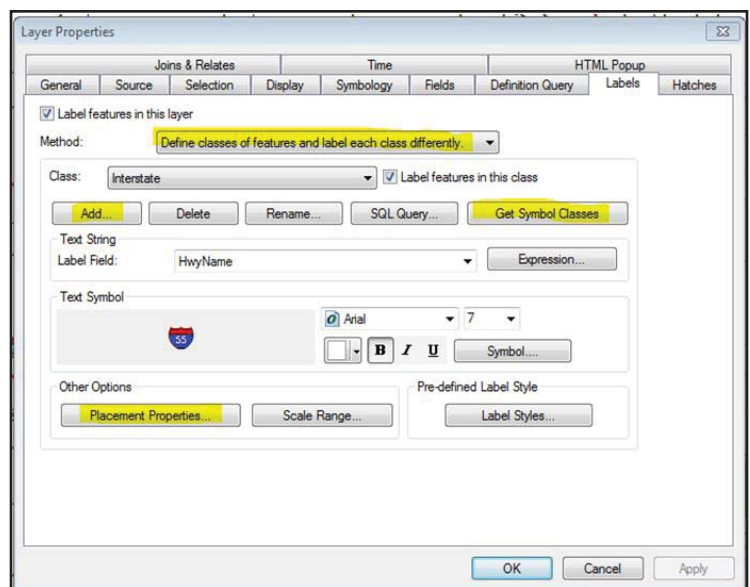 Layer Properties
Joins & Relates Time HTML Popup
General Source Selection Display Symbology Fields Definition Query Labels Hatches
Label features in this layer
Method: Define classes of features and label each class differently.
Class: Interstate Label features in this class
Add... Delete Rename... SQL Query... Get Symbol Classes
Text String
Label Field: HwyName Expression...
Text Symbol
55 Arial 7
B I U Symbol....
Other Options Pre-defined Label Style
Placement Properties... Scale Range... Label Styles...
OK Cancel Apply